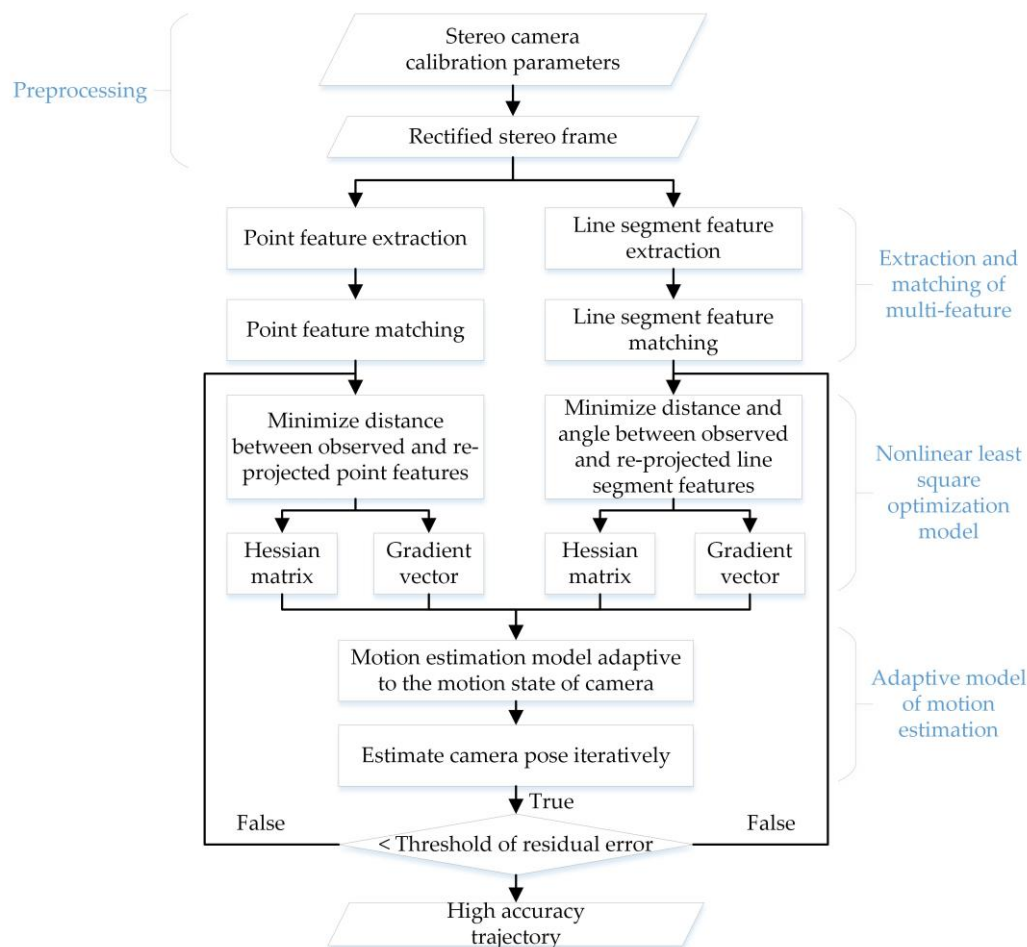 Stereo camera
calibration parameters
Preprocessing
Rectified stereo frame
Point feature extraction
Line segment feature
extraction
Extraction and
matching of
multi-feature
Point feature matching
Line segment feature
matching
Minimize distance
between observed and re-
projected point features
Minimize distance and
angle between observed
and re-projected line
segment features
Nonlinear least
square
optimization
model
Hessian
matrix
Gradient
vector
Hessian
matrix
Gradient
vector
Motion estimation model adaptive
to the motion state of camera
Adaptive model
of motion
estimation
Estimate camera pose iteratively
True
False
< Threshold of residual error
False
High accuracy
trajectory